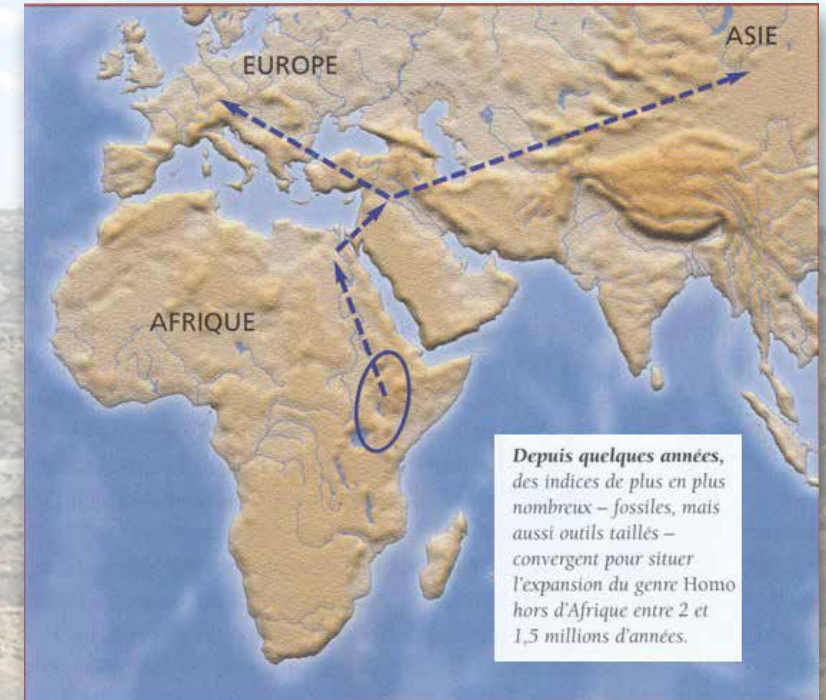 ASIE
EUROPE
AFRIQUE
Depuis quelques années,
des indices de plus en plus
nombreux – fossiles, mais
aussi outils taillés –
convergent pour situer
l'expansion du genre Homo
hors d'Afrique entre 2 et
1,5 millions d'années.